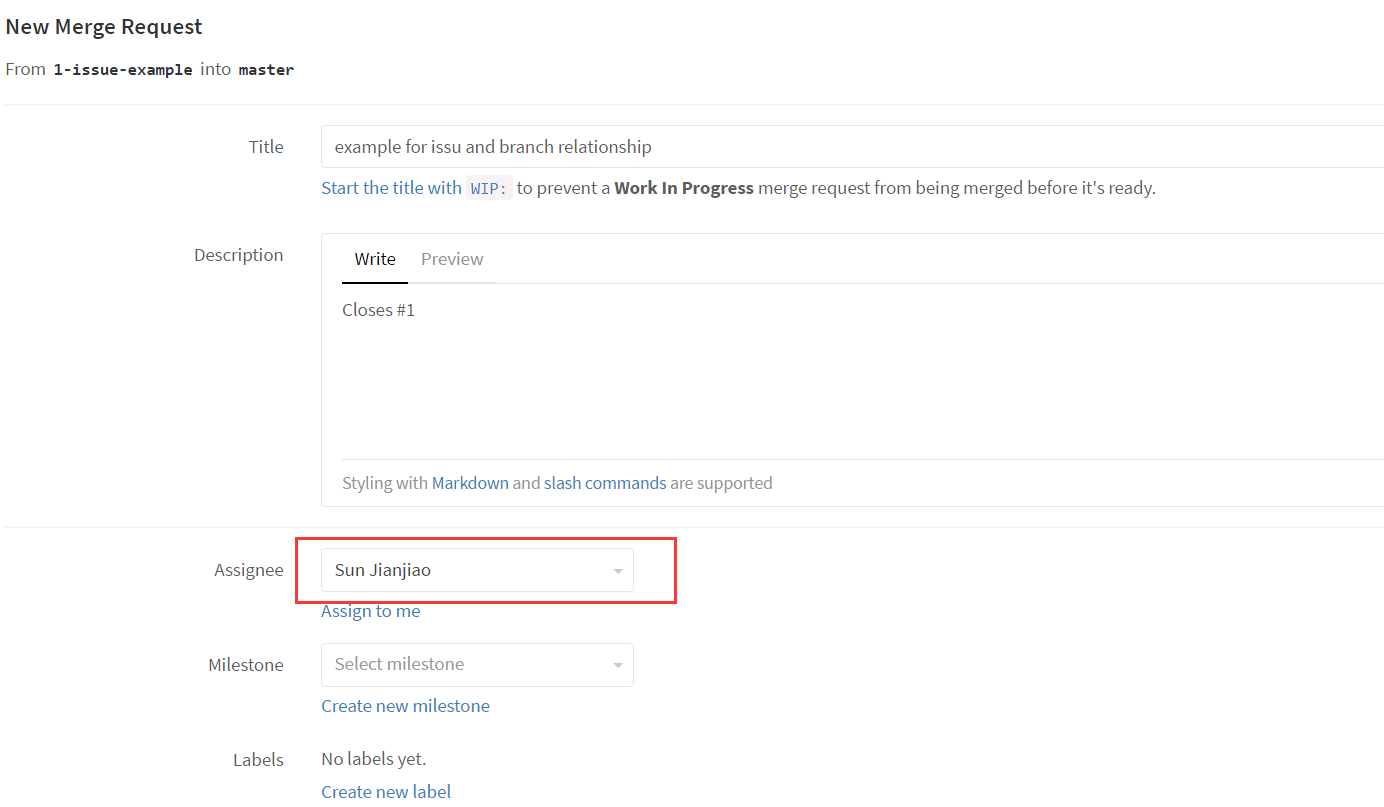 New Merge Request
From 1-issue-example into master
Title
example for issu and branch relationship
Start the title with WIP: to prevent a Work In Progress merge request from being merged before it's ready.
Description
Write Preview
Closes #1
Styling with Markdown and slash commands are supported
Assignee
Sun Jianjiao
Assign to me
Milestone
Select milestone
Create new milestone
Labels
No labels yet.
Create new label